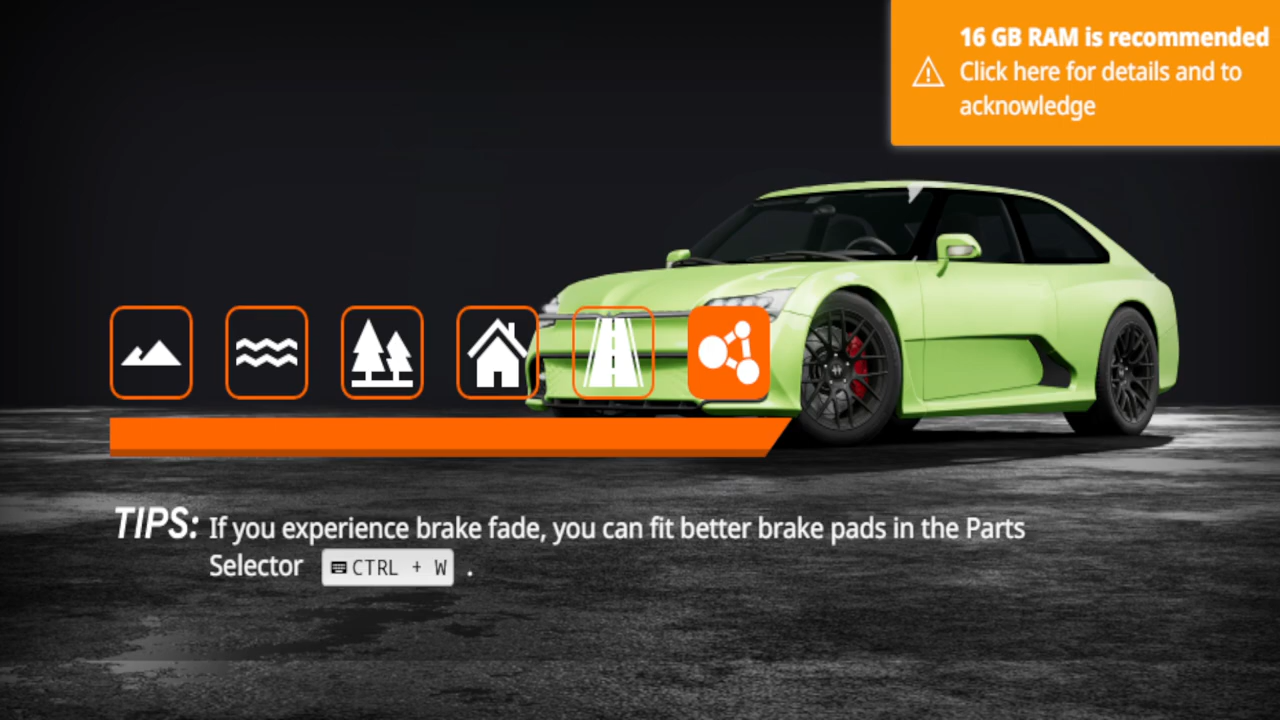 16 GB RAM is recommended
Click here for details and to
acknowledge
TIPS: If you experience brake fade, you can fit better brake pads in the Parts
Selector CTRL + W .